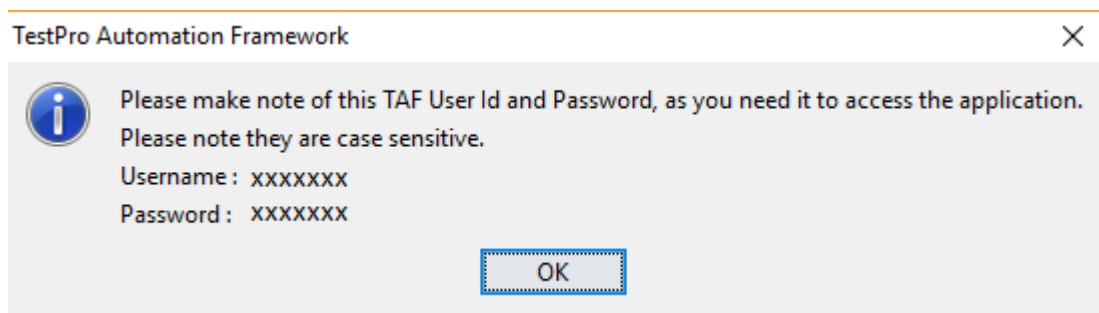 TestPro Automation Framework
Please make note of this TAF User Id and Password, as you need it to access the application.
Please note they are case sensitive.
Username : xxxxxxx
Password : xxxxxxx
OK